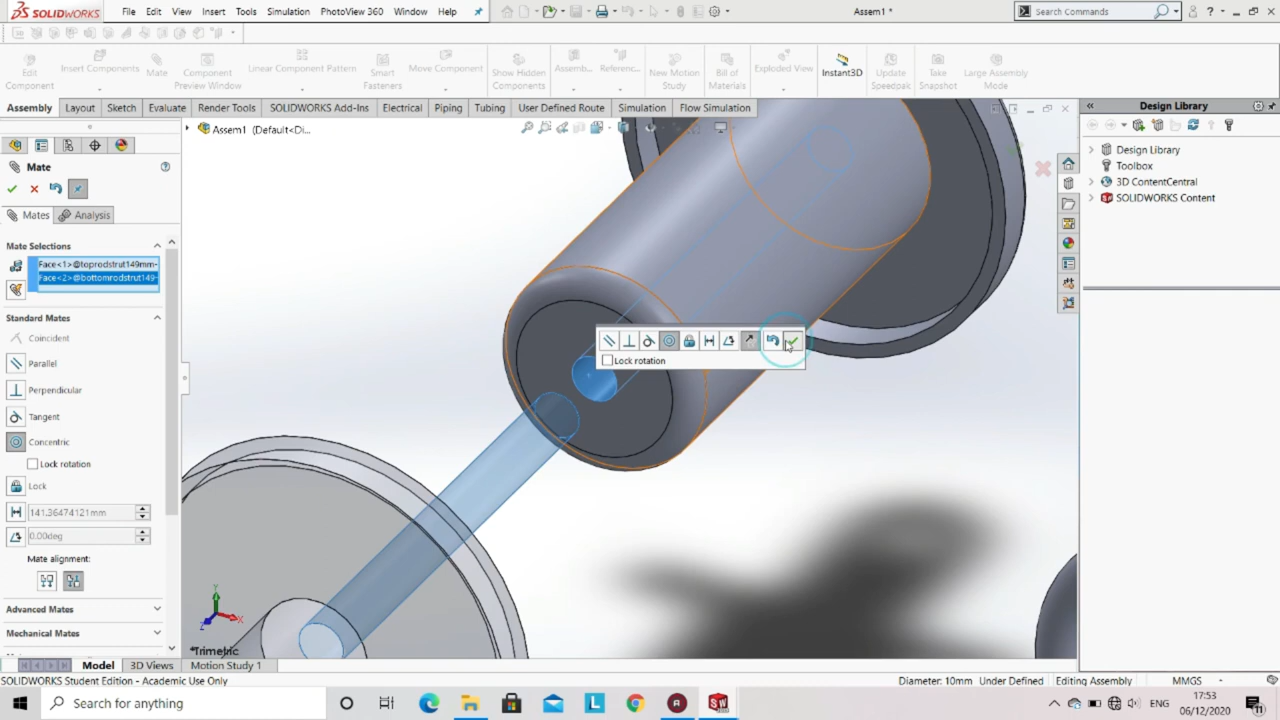 SOLIDWORKS File Edit View Insert Tools Simulation PhotoView 360 Window Help Assem1 * Search Commands
Edit Component Insert Components Mate Component Preview Window Linear Component Pattern Smart Fasteners Move Component Show Hidden Components Assemb... Referenc... New Motion Study Bill of Materials Exploded View Instant3D Update Speedpak Take Snapshot Large Assembly Mode
Assembly Layout Sketch Evaluate Render Tools SOLIDWORKS Add-Ins Electrical Piping Tubing User Defined Route Simulation Flow Simulation
Design Library
Assem1 (Default<Di...
Design Library
Toolbox
3D ContentCentral
SOLIDWORKS Content
Mate
Mates Analysis
Mate Selections
Face<1>@toprodstrut149mm-
Face<2>@bottomrodstrut149
Standard Mates
Coincident
Parallel
Perpendicular
Tangent
Concentric
Lock rotation
Lock
141.36474121mm
0.00deg
Mate alignment:
Advanced Mates
Mechanical Mates
Lock rotation
Y
X
Z
*Trimetric
Model 3D Views Motion Study 1
SOLIDWORKS Student Edition - Academic Use Only Diameter: 10mm Under Defined Editing Assembly MMGS
Search for anything
ENG
17:53
06/12/2020
11